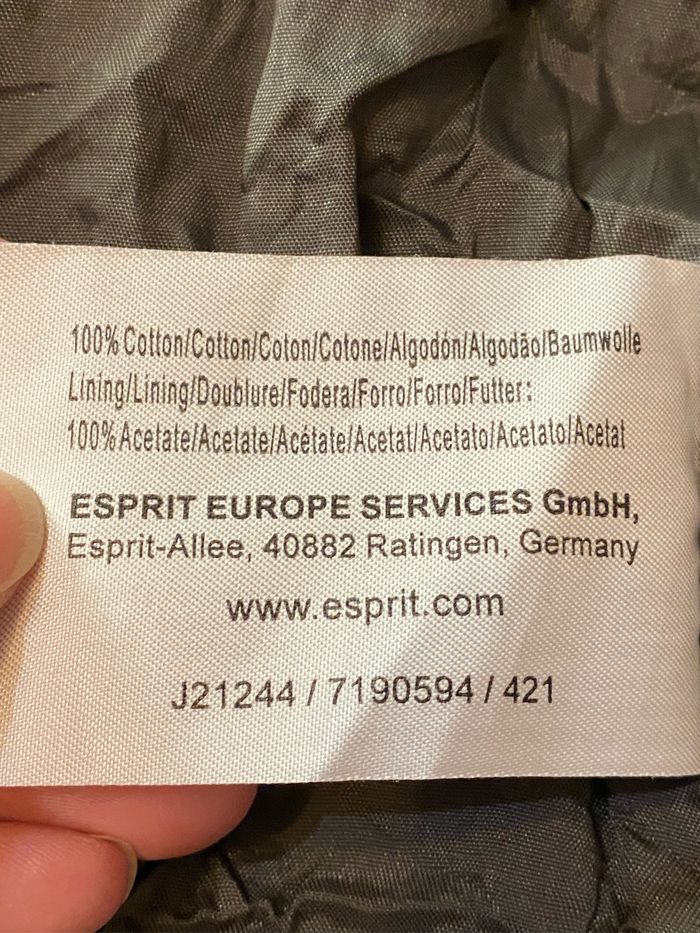 100% Cotton/Cotton/Coton/Cotone/Algodón/Algodão/Baumwolle
Lining/Lining/Doublure/Fodera/Forro/Forro/Futter:
100% Acetate/Acetate/Acétate/Acetat/Acetato/Acetato/Acetat
ESPRIT EUROPE SERVICES GmbH,
Esprit-Allee, 40882 Ratingen, Germany
www.esprit.com
J21244 / 7190594 / 421